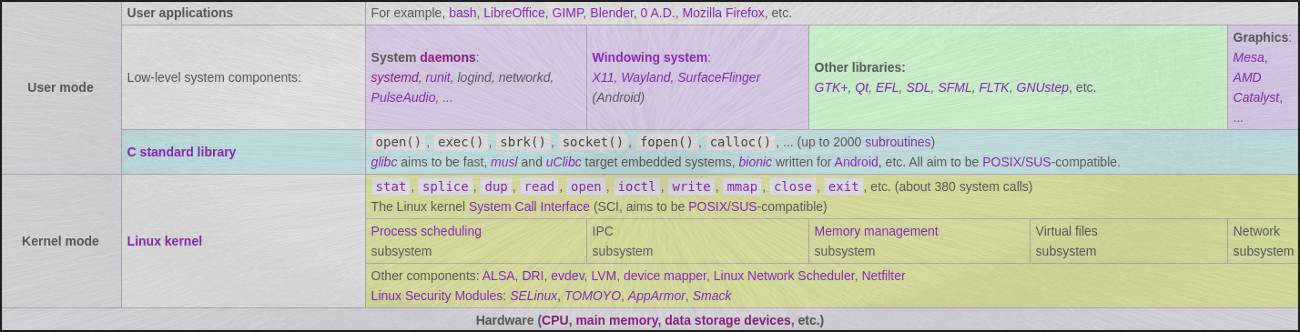 User applications
For example, bash, LibreOffice, GIMP, Blender, 0 A.D., Mozilla Firefox, etc.
User mode
Low-level system components:
System daemons:
systemd, runit, logind, networkd,
PulseAudio, ...
Windowing system:
X11, Wayland, SurfaceFlinger
(Android)
Other libraries:
GTK+, Qt, EFL, SDL, SFML, FLTK, GNUstep, etc.
Graphics:
Mesa,
AMD
Catalyst,
...
C standard library
open(), exec(), sbrk(), socket(), fopen(), calloc(), ... (up to 2000 subroutines)
glibc aims to be fast, musl and uClibc target embedded systems, bionic written for Android, etc. All aim to be POSIX/SUS-compatible.
Kernel mode
Linux kernel
stat, splice, dup, read, open, ioctl, write, mmap, close, exit, etc. (about 380 system calls)
The Linux kernel System Call Interface (SCI, aims to be POSIX/SUS-compatible)
Process scheduling
subsystem
IPC
subsystem
Memory management
subsystem
Virtual files
subsystem
Network
subsystem
Other components: ALSA, DRI, evdev, LVM, device mapper, Linux Network Scheduler, Netfilter
Linux Security Modules: SELinux, TOMOYO, AppArmor, Smack
Hardware (CPU, main memory, data storage devices, etc.)